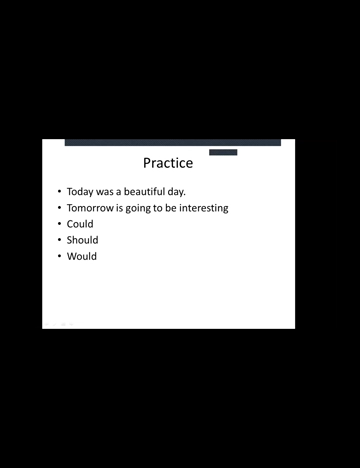 Practice
• Today was a beautiful day.
• Tomorrow is going to be interesting
• Could
• Should
• Would